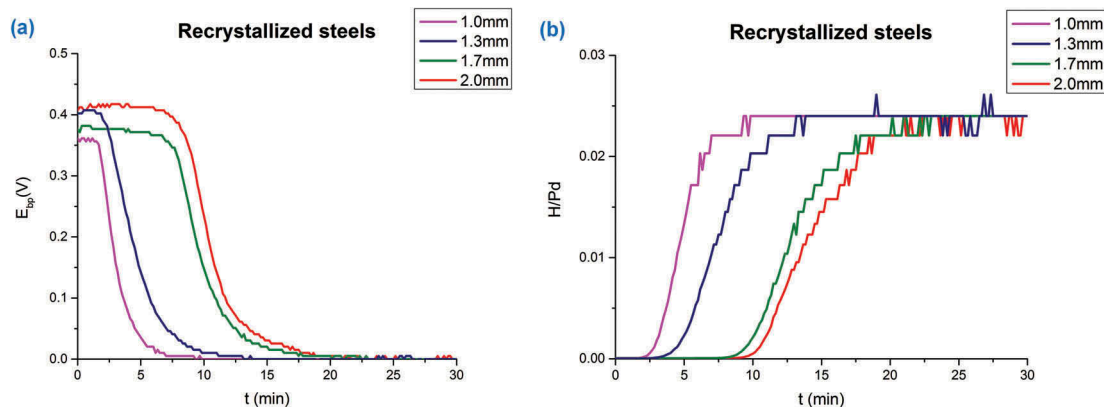 (a)
Recrystallized steels
1.0mm
1.3mm
1.7mm
2.0mm
0.5
0.4
0.3
0.2
0.1
0.0
E_bp(V)
0 5 10 15 20 25 30
t (min)
(b)
Recrystallized steels
1.0mm
1.3mm
1.7mm
2.0mm
0.03
0.02
0.01
0.00
H/Pd
0 5 10 15 20 25 30
t (min)